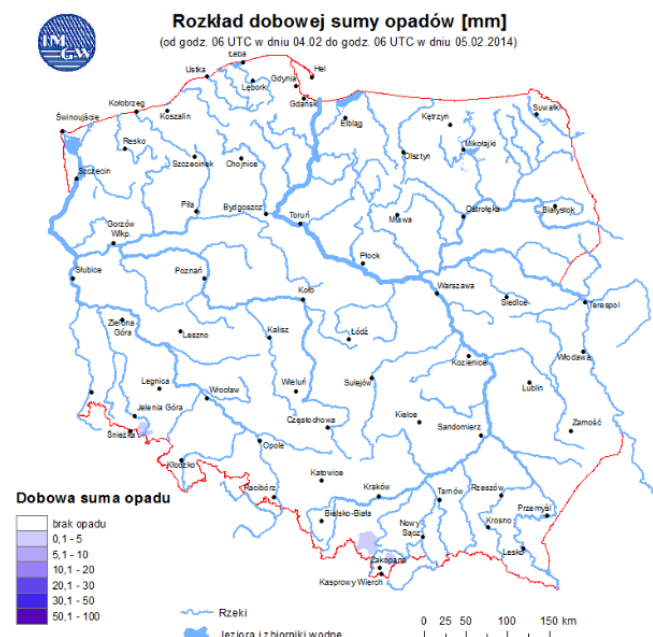 IMGW
Rozkład dobowej sumy opadów [mm]
(od godz. 06 UTC w dniu 04.02 do godz. 06 UTC w dniu 05.02.2014)
Łeba
Hel
Ustka
Gdynia
Lębork
Gdańsk
Kołobrzeg
Koszalin
Suwałki
Świnoujście
Elbląg
Kętrzyn
Resko
Mikołajki
Szczecinek
Chojnice
Olsztyn
Szczecin
Piła
Bydgoszcz
Toruń
Mława
Ostrołęka
Białystok
Gorzów
Wlkp.
Płock
Słubice
Poznań
Koło
Warszawa
Siedlce
Terespol
Zielona
Góra
Leszno
Kalisz
Łódź
Kozienice
Włodawa
Legnica
Wrocław
Wieluń
Sulejów
Lublin
Jelenia Góra
Śnieżka
Częstochowa
Kielce
Sandomierz
Zamość
Kłodzko
Opole
Racibórz
Katowice
Kraków
Tarnów
Rzeszów
Przemyśl
Bielsko-Biała
Nowy
Sącz
Krosno
Lesko
Zakopane
Kasprowy Wierch
Dobowa suma opadu
brak opadu
0,1 - 5
5,1 - 10
10,1 - 20
20,1 - 30
30,1 - 50
50,1 - 100
Rzeki
Jeziora i zbiorniki wodne
0 25 50 100 150 km